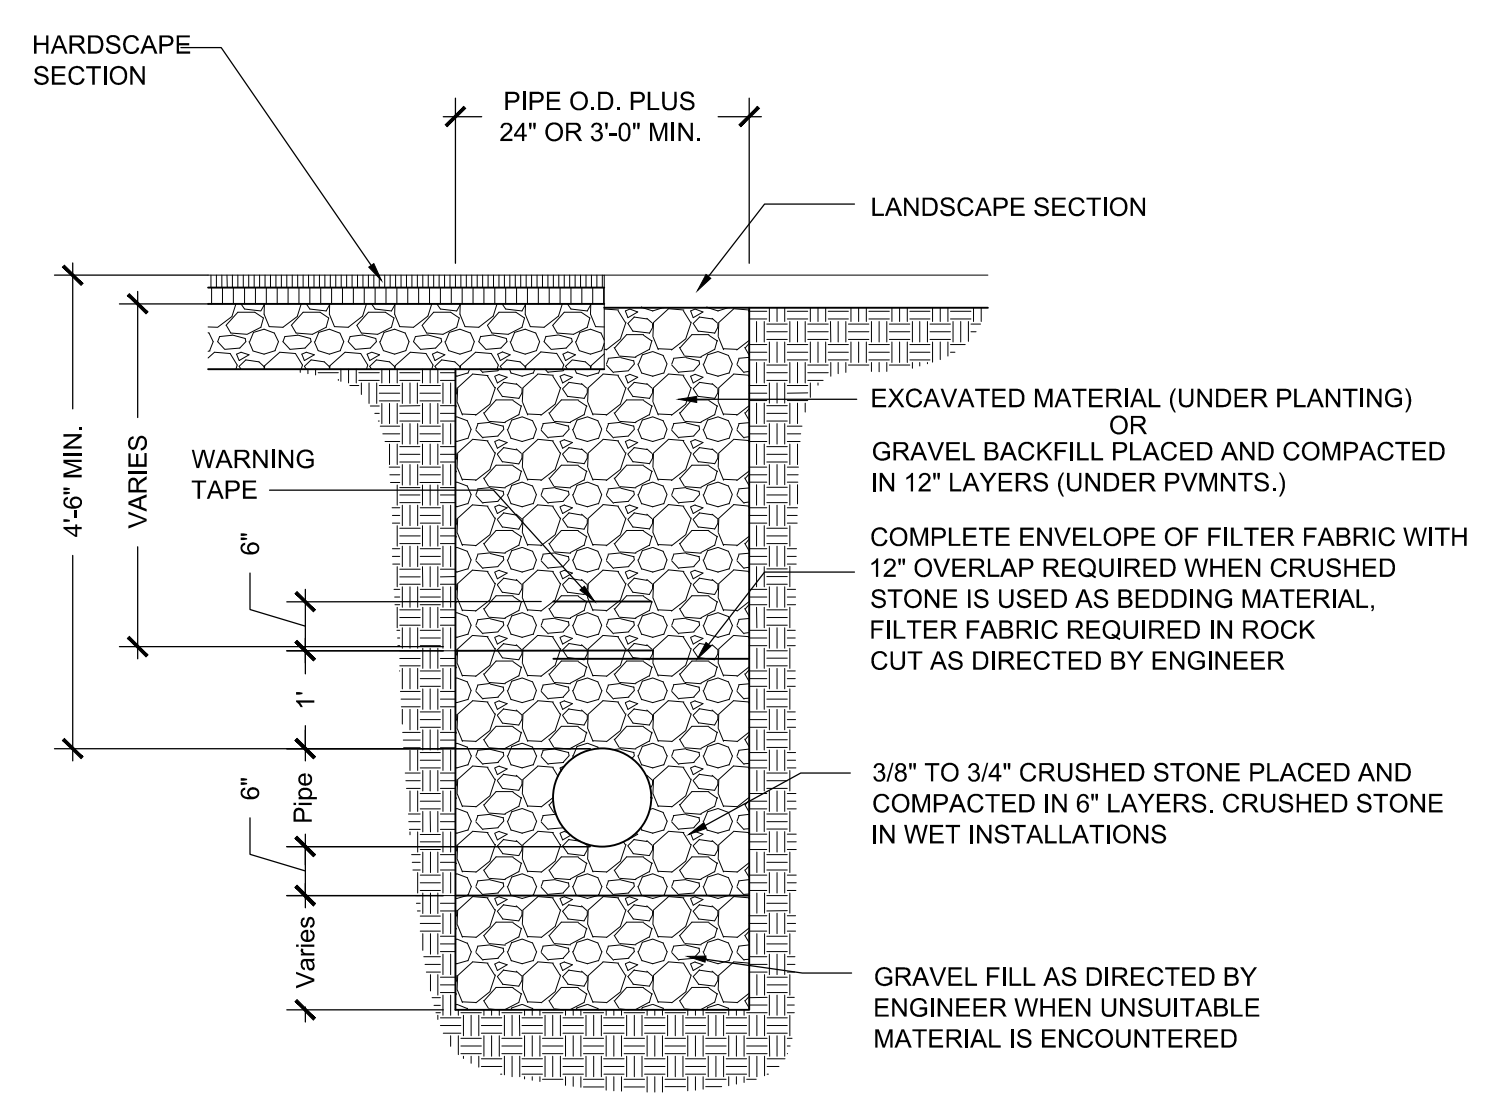 HARDSCAPE
SECTION
PIPE O.D. PLUS
24" OR 3'-0" MIN.
LANDSCAPE SECTION
EXCAVATED MATERIAL (UNDER PLANTING)
OR
GRAVEL BACKFILL PLACED AND COMPACTED
IN 12" LAYERS (UNDER PVMNTS.)
4'-6" MIN.
VARIES
WARNING
TAPE
6"
COMPLETE ENVELOPE OF FILTER FABRIC WITH
12" OVERLAP REQUIRED WHEN CRUSHED
STONE IS USED AS BEDDING MATERIAL,
FILTER FABRIC REQUIRED IN ROCK
CUT AS DIRECTED BY ENGINEER
1'
6"
Pipe
3/8" TO 3/4" CRUSHED STONE PLACED AND
COMPACTED IN 6" LAYERS. CRUSHED STONE
IN WET INSTALLATIONS
Varies
GRAVEL FILL AS DIRECTED BY
ENGINEER WHEN UNSUITABLE
MATERIAL IS ENCOUNTERED